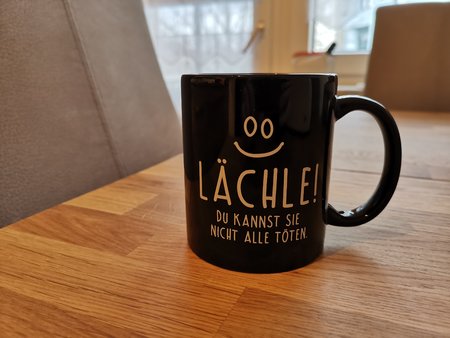 LÄCHLE!
DU KANNST SIE
NICHT ALLE TÖTEN.